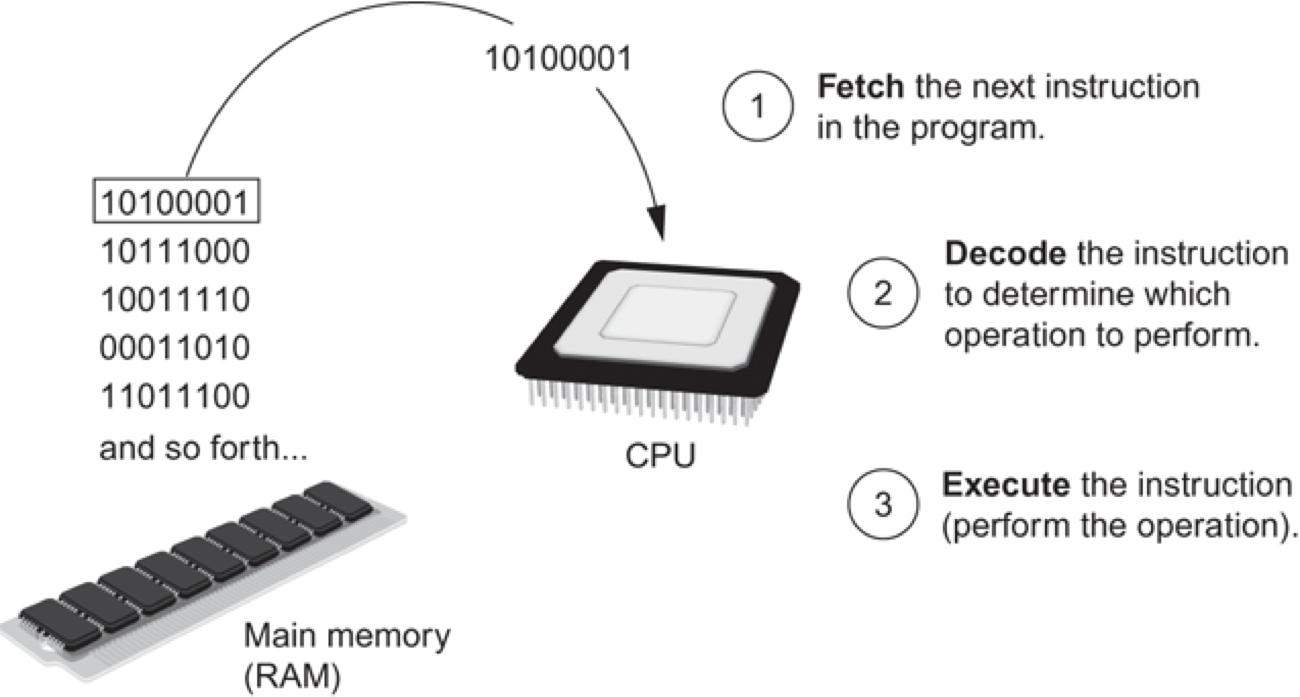 10100001
1
Fetch the next instruction
in the program.
10100001
10111000
10011110
00011010
11011100
and so forth...
Main memory
(RAM)
CPU
2
Decode the instruction
to determine which
operation to perform.
3
Execute the instruction
(perform the operation).